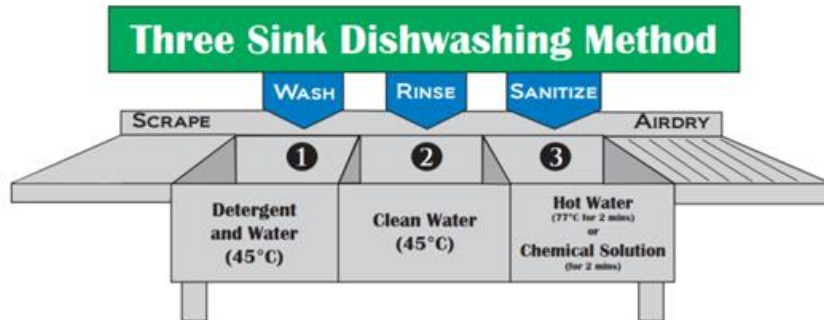 Three Sink Dishwashing Method
WASH
RINSE
SANITIZE
SCRAPE
AIRDRY
1
2
3
Detergent
and Water
(45°C)
Clean Water
(45°C)
Hot Water
(77°C for 2 mins)
or
Chemical Solution
(for 2 mins)